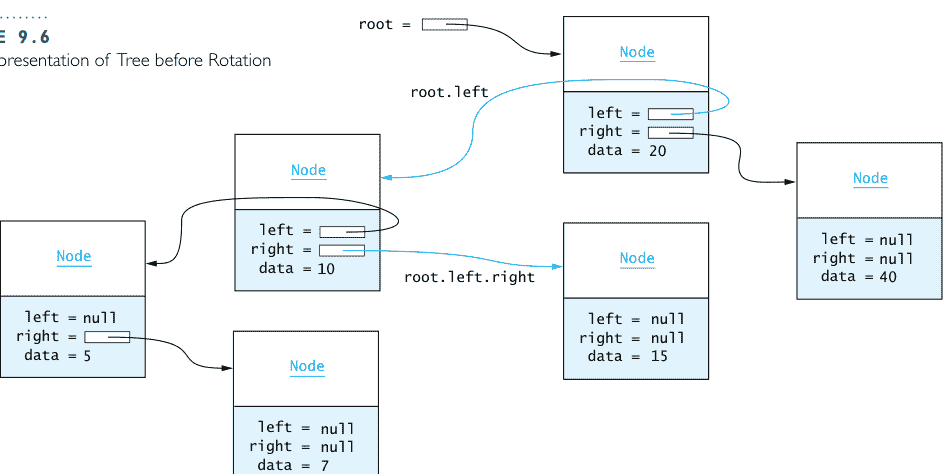 E 9.6
presentation of Tree before Rotation
root =
Node
root.left
left =
right =
data = 20
Node
left =
right =
data = 10
Node
left = null
right = null
data = 40
Node
left = null
right =
data = 5
root.left.right
Node
left = null
right = null
data = 15
Node
left = null
right = null
data = 7